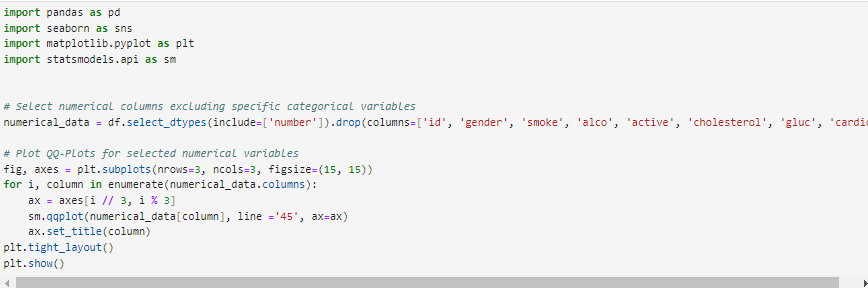 import pandas as pd
import seaborn as sns
import matplotlib.pyplot as plt
import statsmodels.api as sm
# Select numerical columns excluding specific categorical variables
numerical_data = df.select_dtypes(include=['number']).drop(columns=['id', 'gender', 'smoke', 'alco', 'active', 'cholesterol', 'gluc', 'cardio
# Plot QQ-Plots for selected numerical variables
fig, axes = plt.subplots(nrows=3, ncols=3, figsize=(15, 15))
for i, column in enumerate(numerical_data.columns):
    ax = axes[i // 3, i % 3]
    sm.qqplot(numerical_data[column], line ='45', ax=ax)
    ax.set_title(column)
plt.tight_layout()
plt.show()